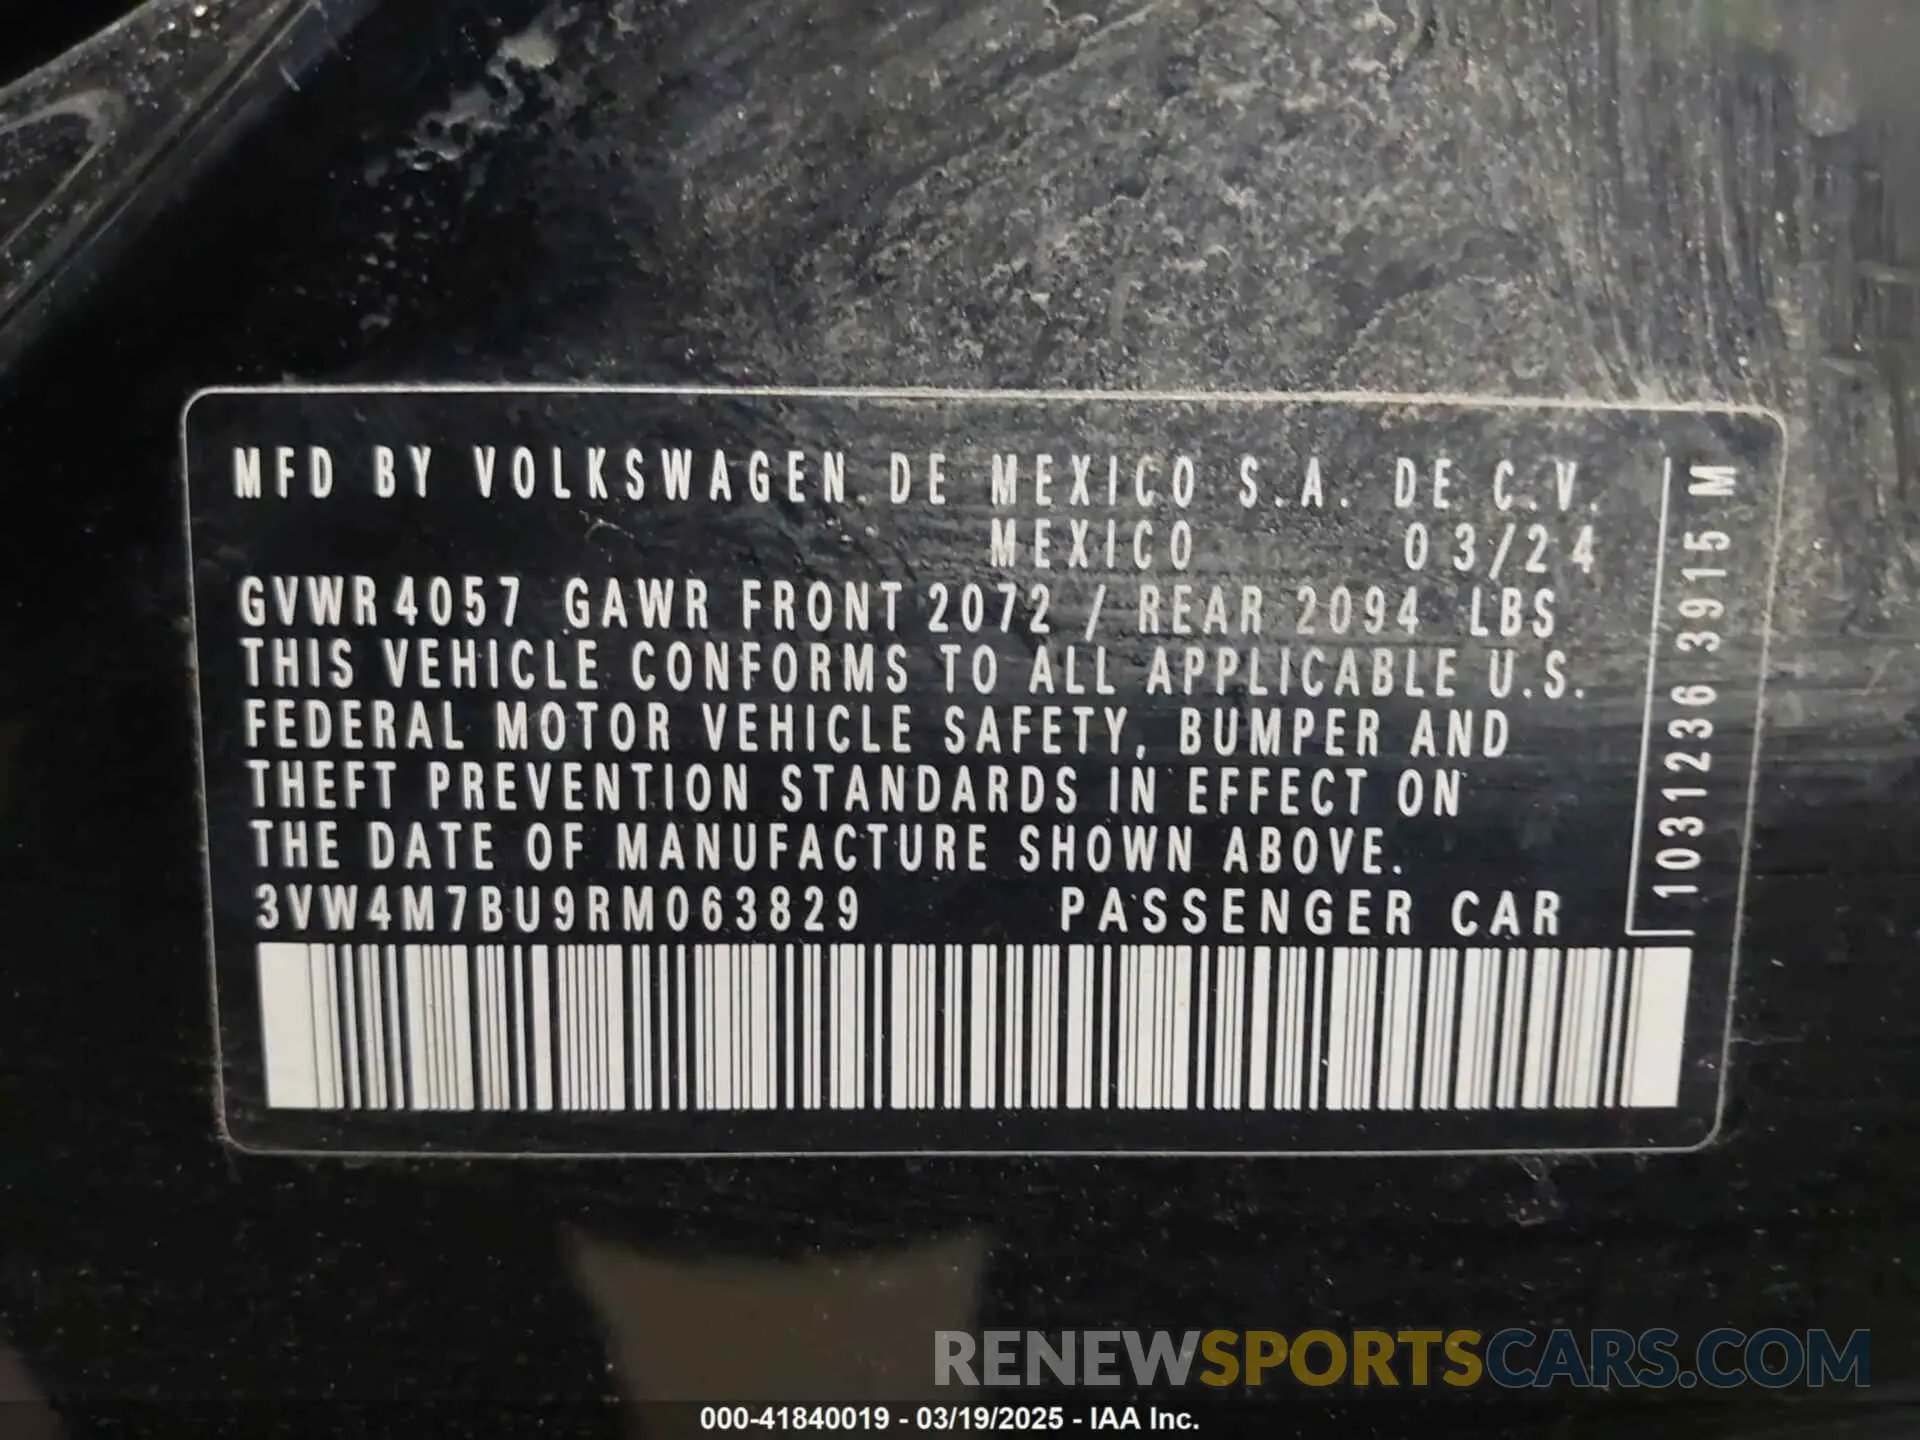 MFD BY VOLKSWAGEN DE MEXICO S.A. DE C.V.
MEXICO 03/24
GVWR 4057 GAWR FRONT 2072 / REAR 2094 LBS
THIS VEHICLE CONFORMS TO ALL APPLICABLE U.S.
FEDERAL MOTOR VEHICLE SAFETY, BUMPER AND
THEFT PREVENTION STANDARDS IN EFFECT ON
THE DATE OF MANUFACTURE SHOWN ABOVE.
3VW4M7BU9RM063829 PASSENGER CAR
1031236 3915 M
RENEWSPORTSCARS.COM
000-41840019 - 03/19/2025 - IAA Inc.